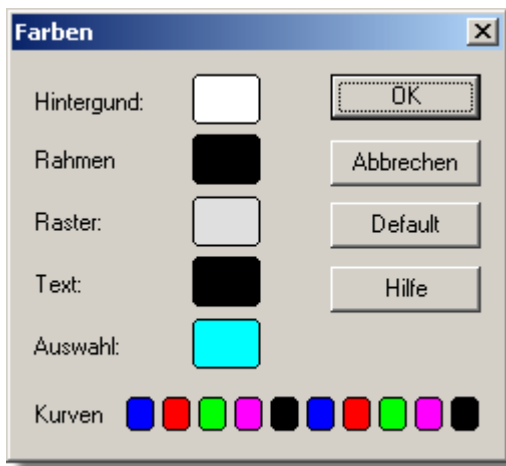 Farben
Hintergund:
OK
Rahmen
Abbrechen
Raster:
Default
Text:
Hilfe
Auswahl:
Kurven